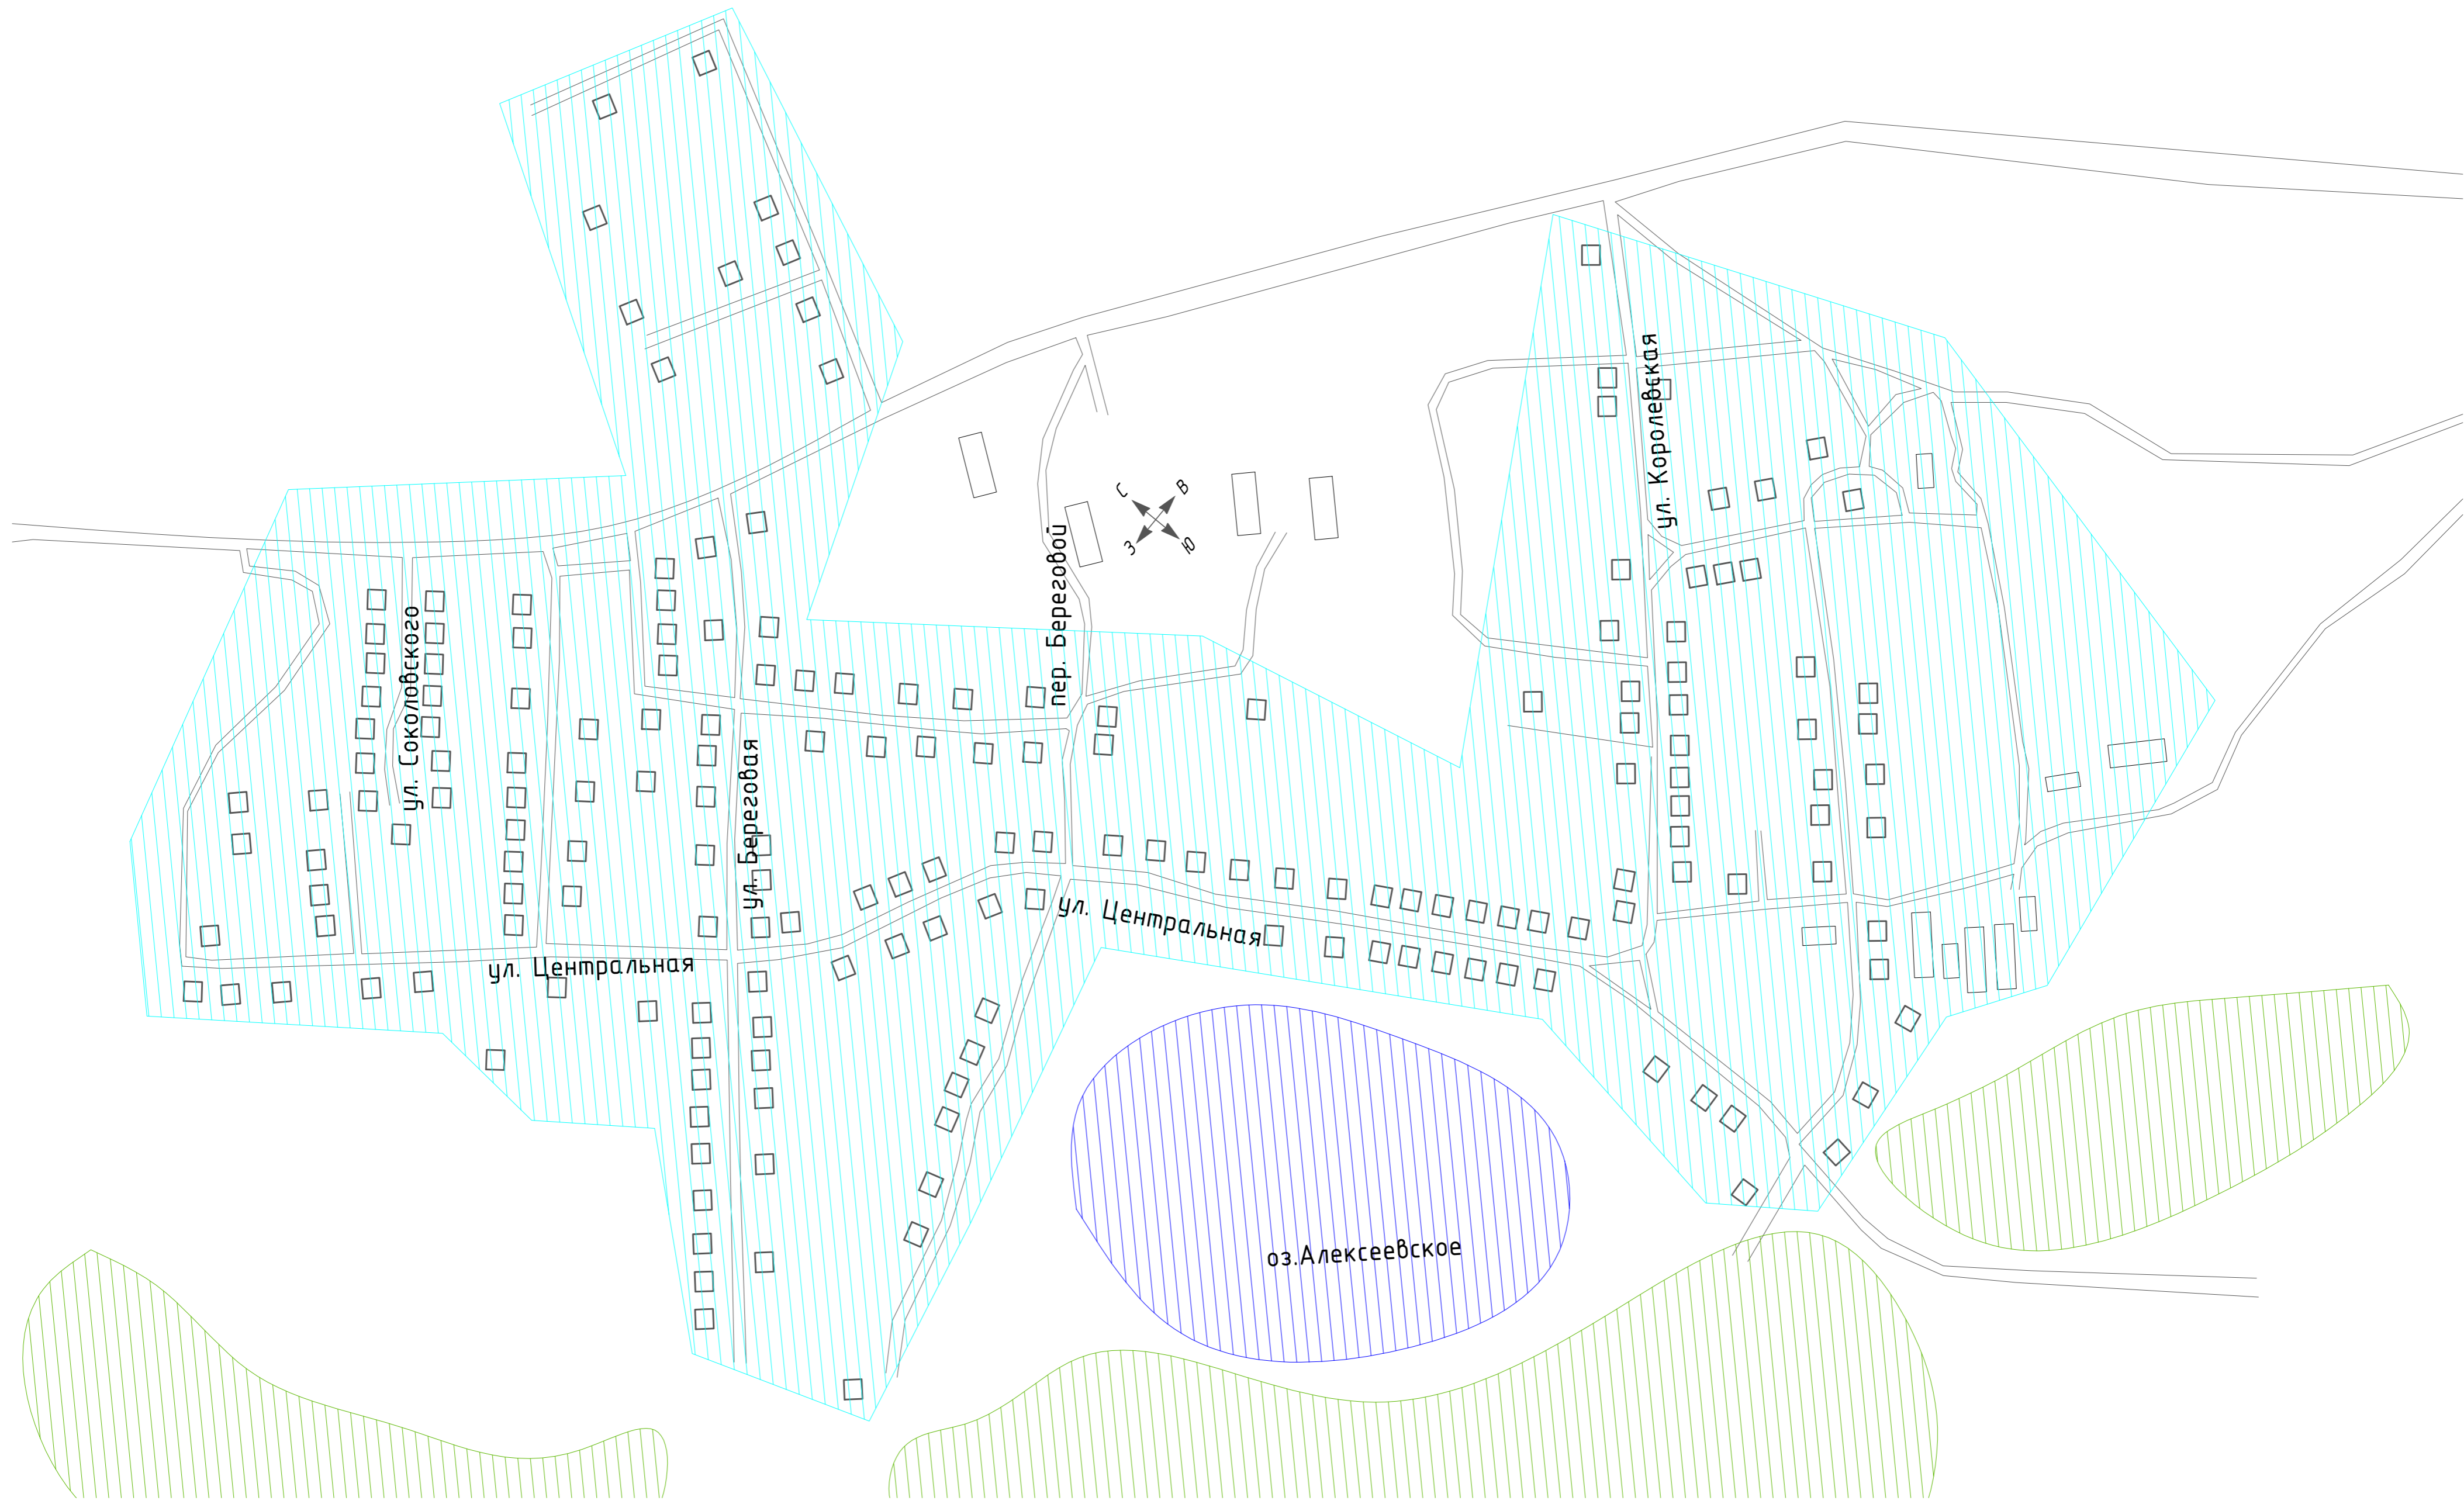 ул. Королевская
С
В
З
Ю
пер. Береговой
ул. Соколовского
ул. Береговая
ул. Центральная
ул. Центральная
оз.Алексеевское